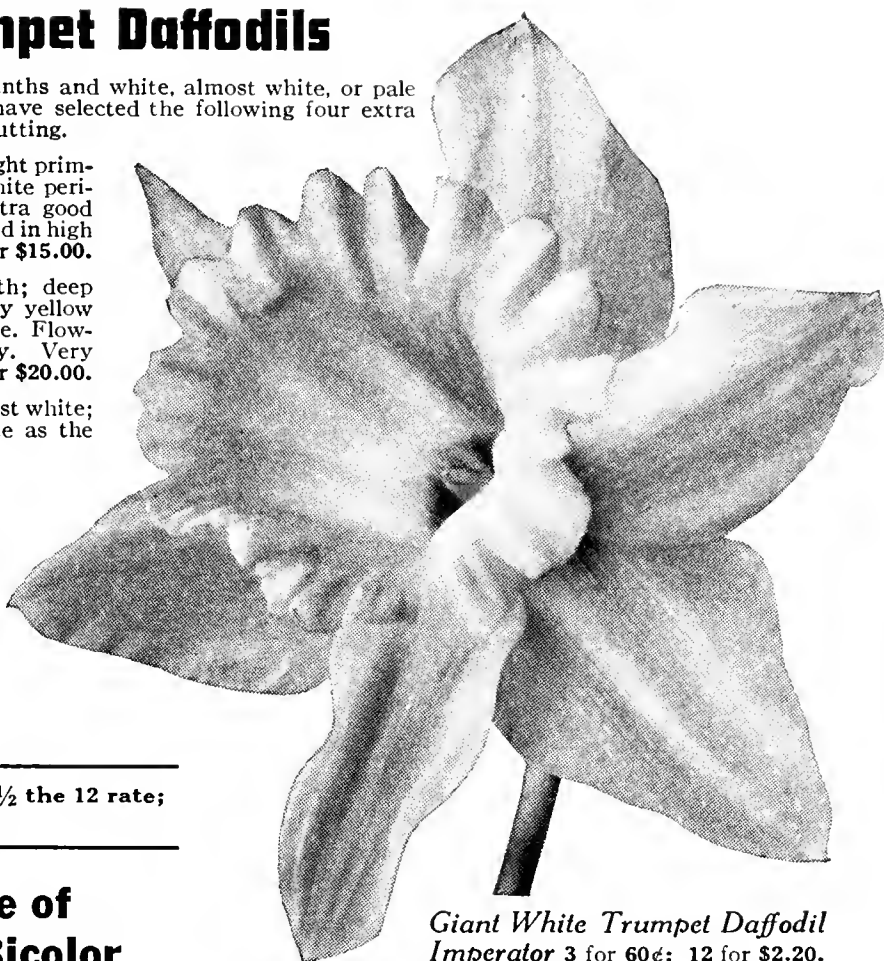 mpet Daffodils
nths and white, almost white, or pale
have selected the following four extra
utting.
ght prim-
hite peri-
tra good
d in high
r $15.00.
th; deep
y yellow
e. Flow-
y. Very
r $20.00.
st white;
e as the
½ the 12 rate;
e of
Bicolor
Giant White Trumpet Daffodil
Imperator 3 for 60¢; 12 for $2.20.